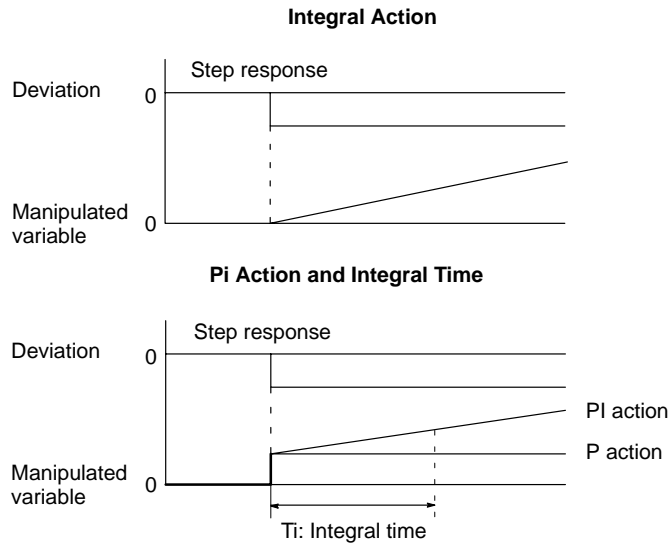 Integral Action
Step response
Deviation
0
Manipulated
variable
0
Pi Action and Integral Time
Step response
Deviation
0
PI action
P action
Manipulated
variable
0
Ti: Integral time